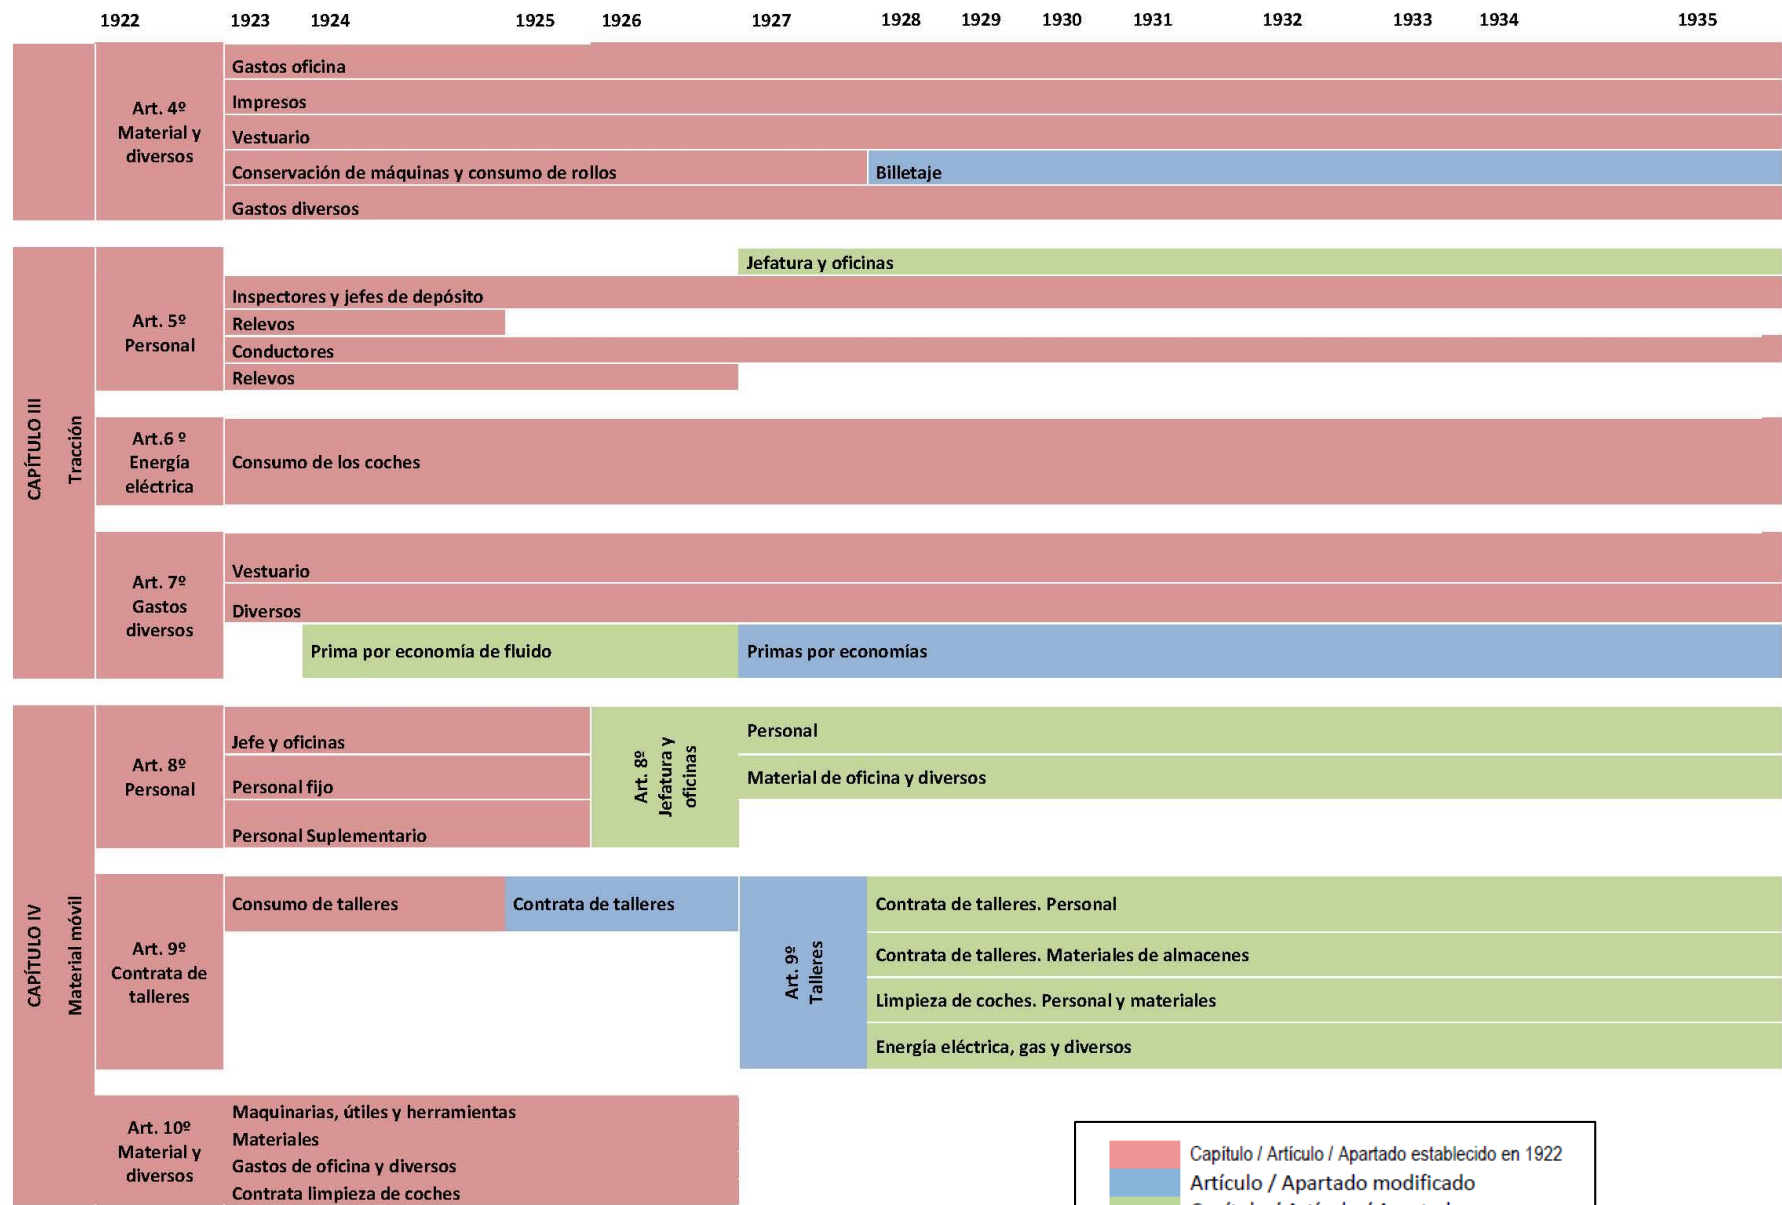 1922 1923 1924 1925 1926 1927 1928 1929 1930 1931 1932 1933 1934 1935
Art. 4º
Material y
diversos
Gastos oficina
Impresos
Vestuario
Conservación de máquinas y consumo de rollos
Billetaje
Gastos diversos
CAPÍTULO III
Tracción
Art. 5º
Personal
Jefatura y oficinas
Inspectores y jefes de depósito
Relevos
Conductores
Relevos
Art.6 º
Energía
eléctrica
Consumo de los coches
Art. 7º
Gastos
diversos
Vestuario
Diversos
Prima por economía de fluido
Primas por economías
CAPÍTULO IV
Material móvil
Art. 8º
Personal
Jefe y oficinas
Personal fijo
Personal Suplementario
Art. 8º
Jefatura y
oficinas
Personal
Material de oficina y diversos
Art. 9º
Contrata de
talleres
Consumo de talleres
Contrata de talleres
Art. 9º
Talleres
Contrata de talleres. Personal
Contrata de talleres. Materiales de almacenes
Limpieza de coches. Personal y materiales
Energía eléctrica, gas y diversos
Art. 10º
Material y
diversos
Maquinarias, útiles y herramientas
Materiales
Gastos de oficina y diversos
Contrata limpieza de coches
Capítulo / Artículo / Apartado establecido en 1922
Artículo / Apartado modificado